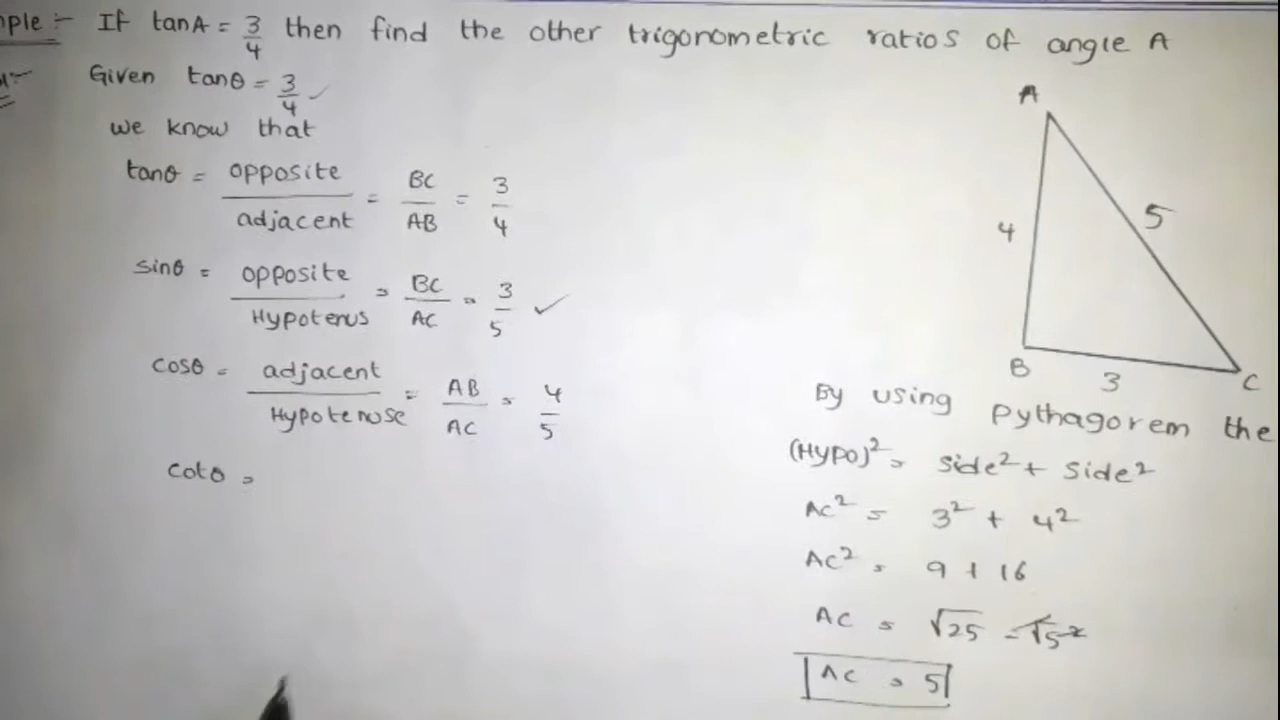 If tanA = 3/4 then find the other trigonometric ratios of angle A
Given tanθ = 3/4 ✓
we know that
tanθ = opposite/adjacent = BC/AB = 3/4
sinθ = opposite/Hypotenus = BC/AC = 3/5 ✓
cosθ = adjacent/Hypotenuse = AB/AC = 4/5
cotθ =
A
4
5
B
3
C
By using pythagorem the
(Hypo)² = side² + side²
AC² = 3² + 4²
AC² = 9 + 16
AC = √25 = √5²
AC = 5